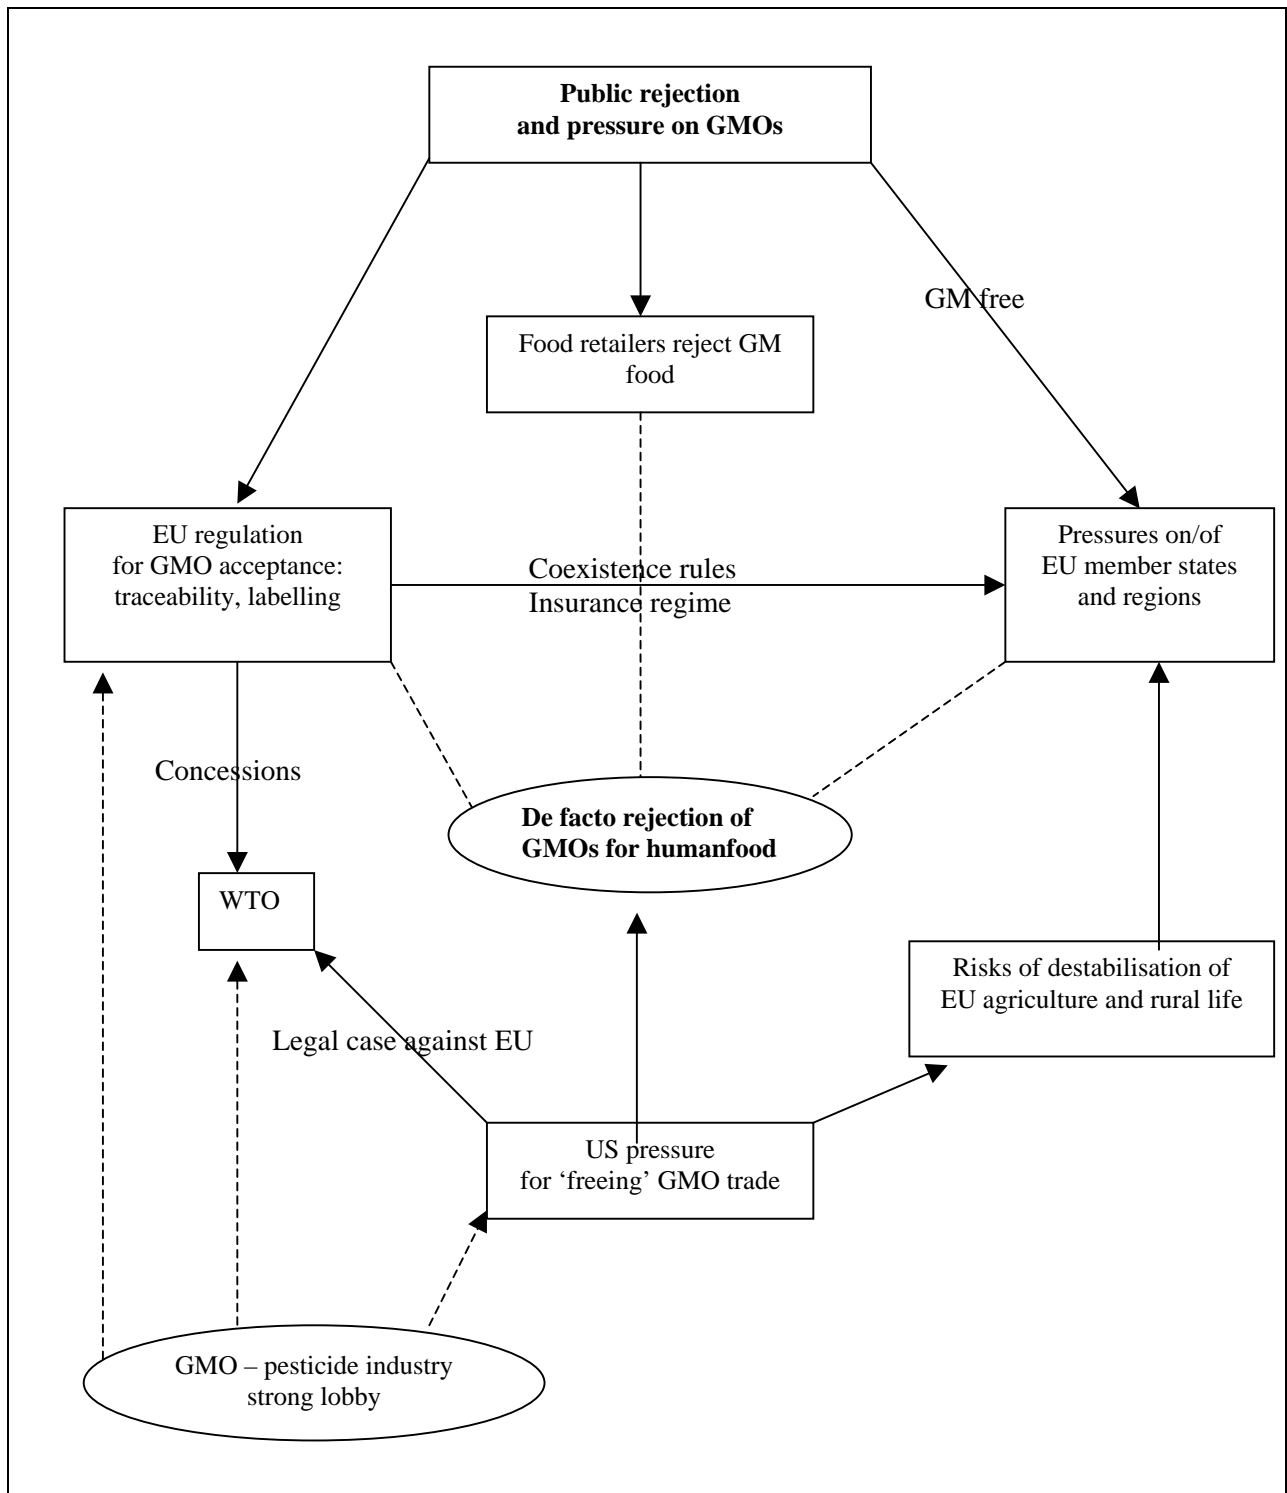 Public rejection
and pressure on GMOs
GM free
Food retailers reject GM
food
EU regulation
for GMO acceptance:
traceability, labelling
Coexistence rules
Insurance regime
Pressures on/of
EU member states
and regions
Concessions
De facto rejection of
GMOs for humanfood
WTO
Risks of destabilisation of
EU agriculture and rural life
Legal case against EU
US pressure
for ‘freeing’ GMO trade
GMO – pesticide industry
strong lobby